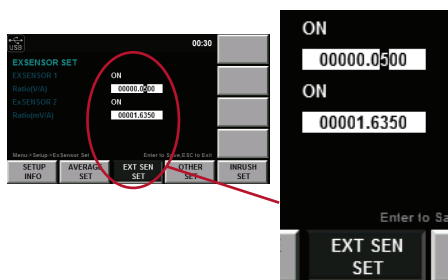 USB
00:30
EXSENSOR SET
EXSENSOR 1 ON
Ratio(V/A) 00000.0500
ExSENSOR 2 ON
Ratio(mV/A) 00001.6350
Menu->Setup->ExSensor Set Enter to Save,ESC to Exit
SETUP INFO
AVERAGE SET
EXT SEN SET
OTHER SET
INRUSH SET
ON
00000.0500
ON
00001.6350
Enter to Sa
EXT SEN
SET